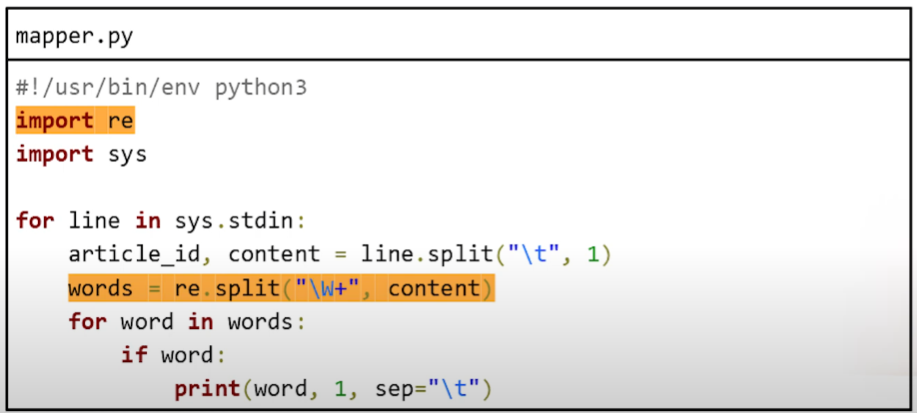 mapper.py
#!/usr/bin/env python3
import re
import sys
for line in sys.stdin:
    article_id, content = line.split("\t", 1)
    words = re.split("\W+", content)
    for word in words:
        if word:
            print(word, 1, sep="\t")